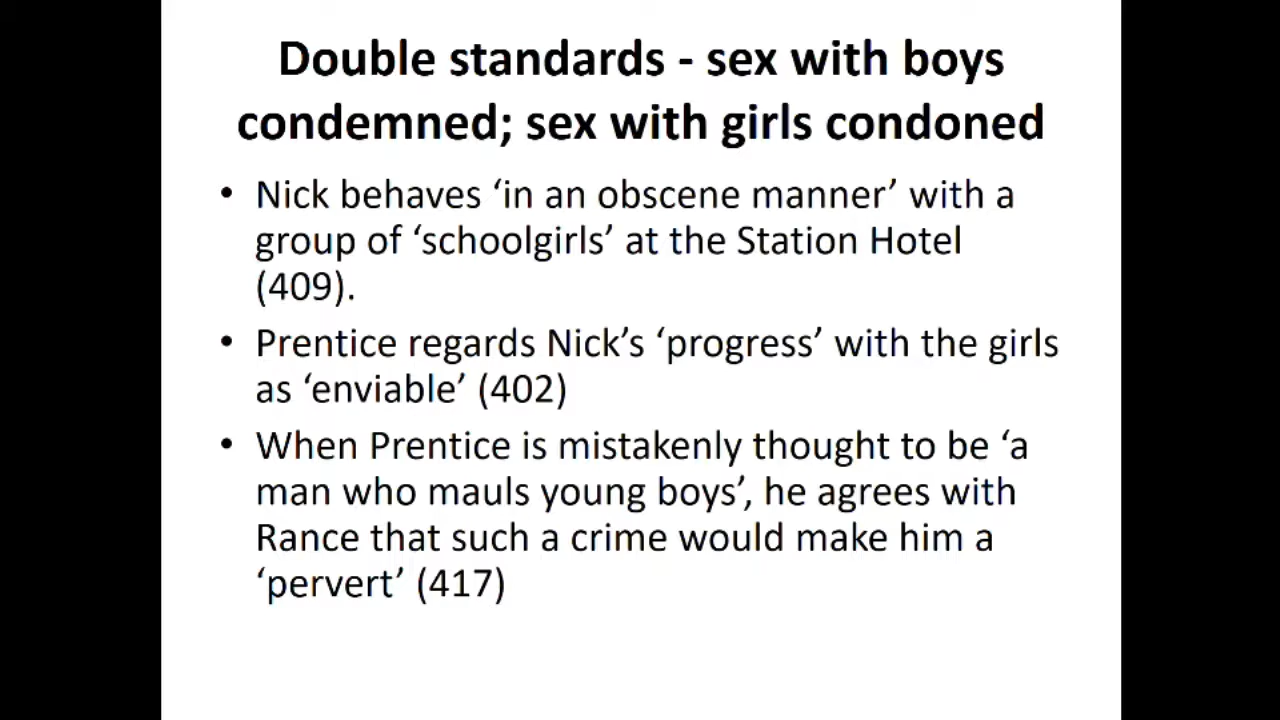 Double standards - sex with boys
condemned; sex with girls condoned
• Nick behaves ‘in an obscene manner’ with a
group of ‘schoolgirls’ at the Station Hotel
(409).
• Prentice regards Nick’s ‘progress’ with the girls
as ‘enviable’ (402)
• When Prentice is mistakenly thought to be ‘a
man who mauls young boys’, he agrees with
Rance that such a crime would make him a
‘pervert’ (417)